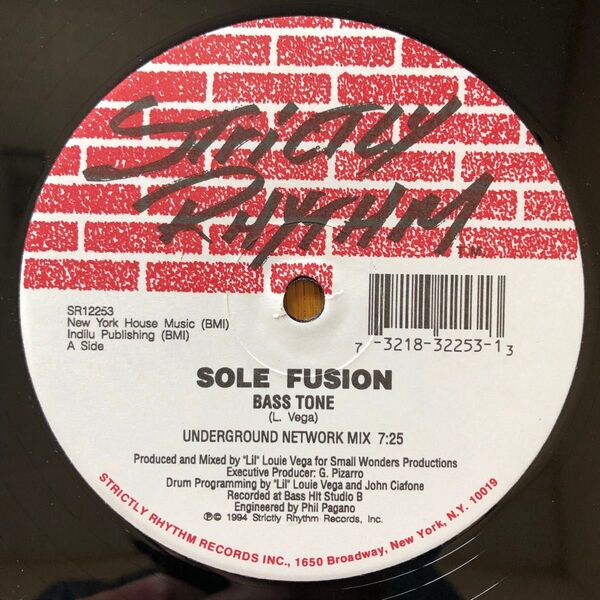 STRICTLY
RHYTHM
T.M.
SR12253
New York House Music (BMI)
Indilu Publishing (BMI)
A Side
7 -3218-32253-1 3
SOLE FUSION
BASS TONE
(L. Vega)
UNDERGROUND NETWORK MIX 7:25
Produced and Mixed by "Lil" Louie Vega for Small Wonders Productions
Executive Producer: G. Pizarro
Drum Programming by "Lil" Louie Vega and John Ciafone
Recorded at Bass Hit Studio B
Engineered by Phil Pagano
℗© 1994 Strictly Rhythm Records, Inc.
STRICTLY RHYTHM RECORDS INC., 1650 Broadway, New York, N.Y. 10019